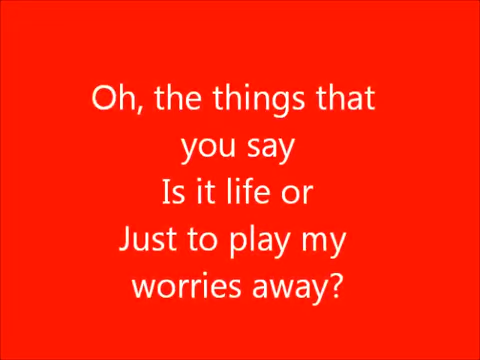 Oh, the things that
you say
Is it life or
Just to play my
worries away?